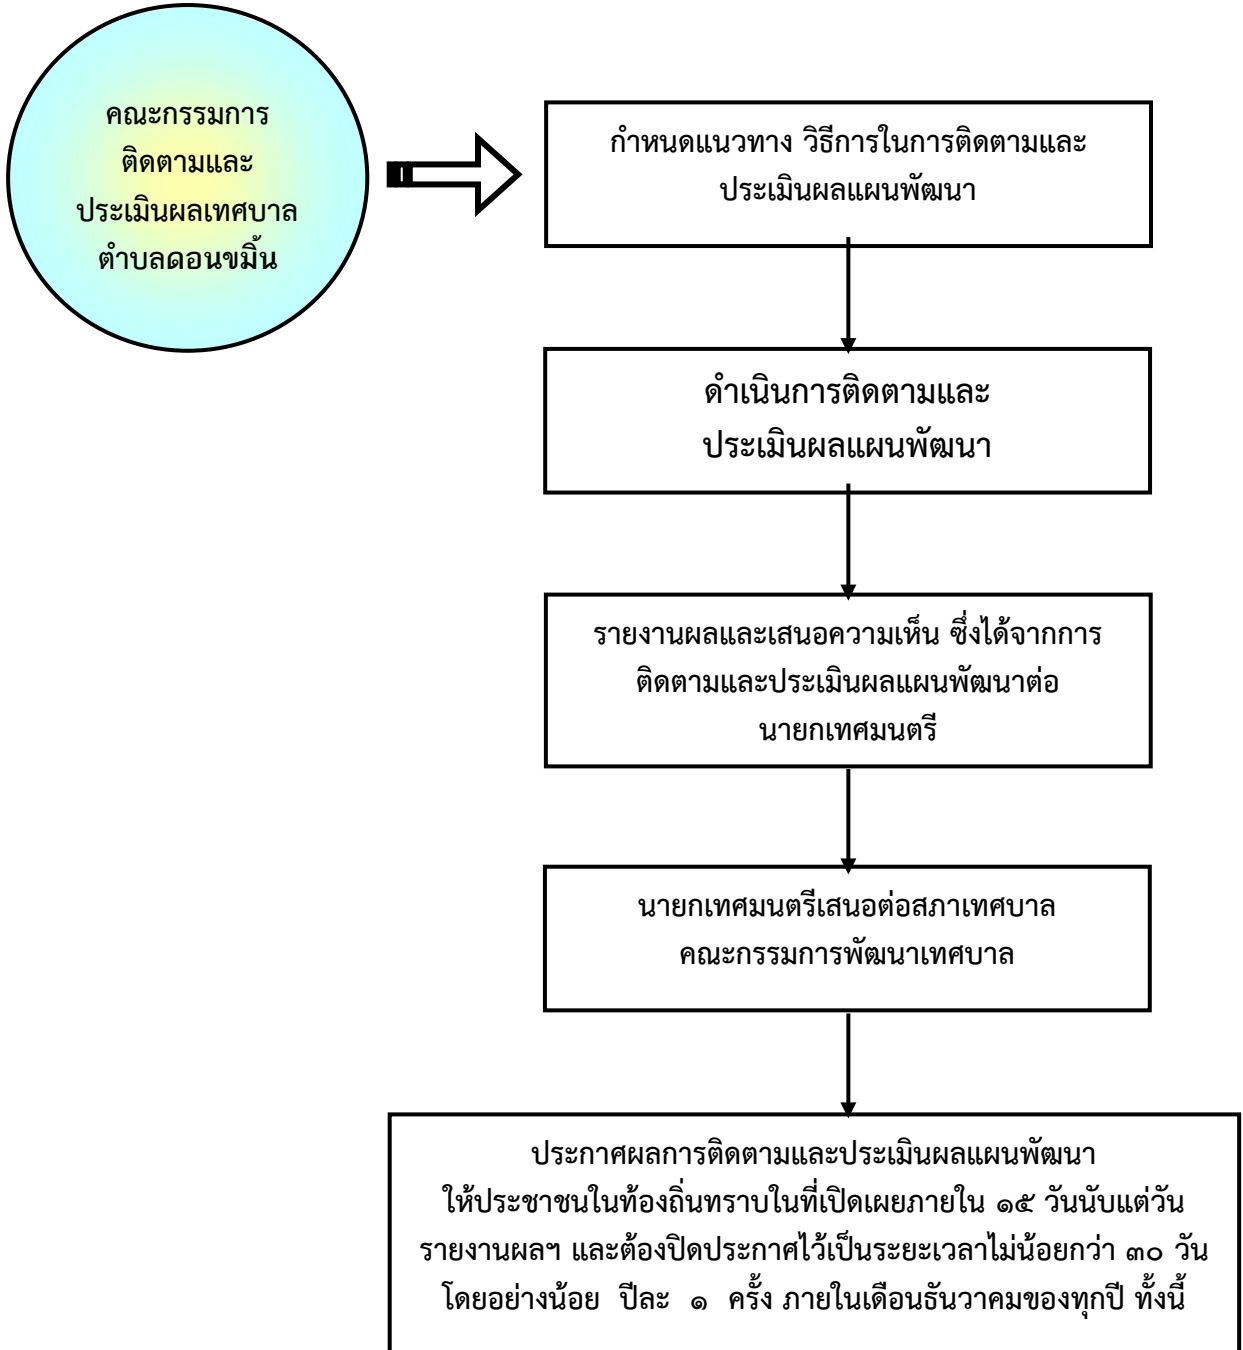 คณะกรรมการ
ติดตามและ
ประเมินผลเทศบาล
ตำบลดอนขมิ้น
กำหนดแนวทาง วิธีการในการติดตามและ
ประเมินผลแผนพัฒนา
ดำเนินการติดตามและ
ประเมินผลแผนพัฒนา
รายงานผลและเสนอความเห็น ซึ่งได้จากการ
ติดตามและประเมินผลแผนพัฒนาต่อ
นายกเทศมนตรี
นายกเทศมนตรีเสนอต่อสภาเทศบาล
คณะกรรมการพัฒนาเทศบาล
ประกาศผลการติดตามและประเมินผลแผนพัฒนา
ให้ประชาชนในท้องถิ่นทราบในที่เปิดเผยภายใน ๑๕ วันนับแต่วัน
รายงานผลฯ และต้องปิดประกาศไว้เป็นระยะเวลาไม่น้อยกว่า ๓๐ วัน
โดยอย่างน้อย ปีละ ๑ ครั้ง ภายในเดือนธันวาคมของทุกปี ทั้งนี้